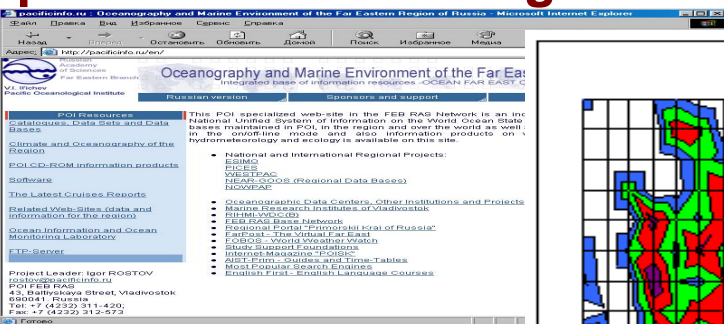 pacificinfo.ru : Oceanography and Marine Environment of the Far Eastern Region of Russia - Microsoft Internet Explorer
Файл Правка Вид Избранное Сервис Справка
Назад Вперед Остановить Обновить Домой Поиск Избранное Медиа
Адрес: http://pacificinfo.ru/en/
Russian
Academy
of Sciences
Far Eastern Branch
V.I. Il'ichev
Pacific Oceanological Institute
Oceanography and Marine Environment of the Far Eas
Integrated base of information resources -OCEAN FAR EAST O
Russian version Sponsors and support
POI Resources
Catalogues, Data Sets and Data
Bases
Climate and Oceanography of the
Region
POI CD-ROM information products
Software
The Latest Cruises Reports
Related Web-Sites (data and
information for the region)
Ocean Information and Ocean
Monitoring Laboratory
FTP-Server
Project Leader: Igor ROSTOV
rostov@pacificinfo.ru
POI FEB RAS
43, Baltiyskaya Street, Vladivostok
690041. Russia
Tel: +7 (4232) 311-420;
Fax: +7 (4232) 312-573
This POI specialized web-site in the FEB RAS Network is an inc
National Unified System of Information on the World Ocean State
bases maintained in POI, in the region and over the world as well
in the on/off-line mode and also information products on
hydrometeorology and ecology is available on this site.
National and International Regional Projects:
ESIMO
PICES
WESTPAC
NEAR-GOOS (Regional Data Bases)
NOWPAP
Oceanographic Data Centers, Other Institutions and Projects
Marine Research Institutes of Vladivostok
RIHMI-WDC(B)
FEB RAS Base Network
Regional Portal "Primorskii Krai of Russia"
FarPost - The Virtual Far East
FOBOS - World Weather Watch
Study Support Foundations
Internet-Magazine "POISK"
AIST-Prim - Guides and Time-Tables
Most Popular Search Engines
English First - English Language Courses
Готово